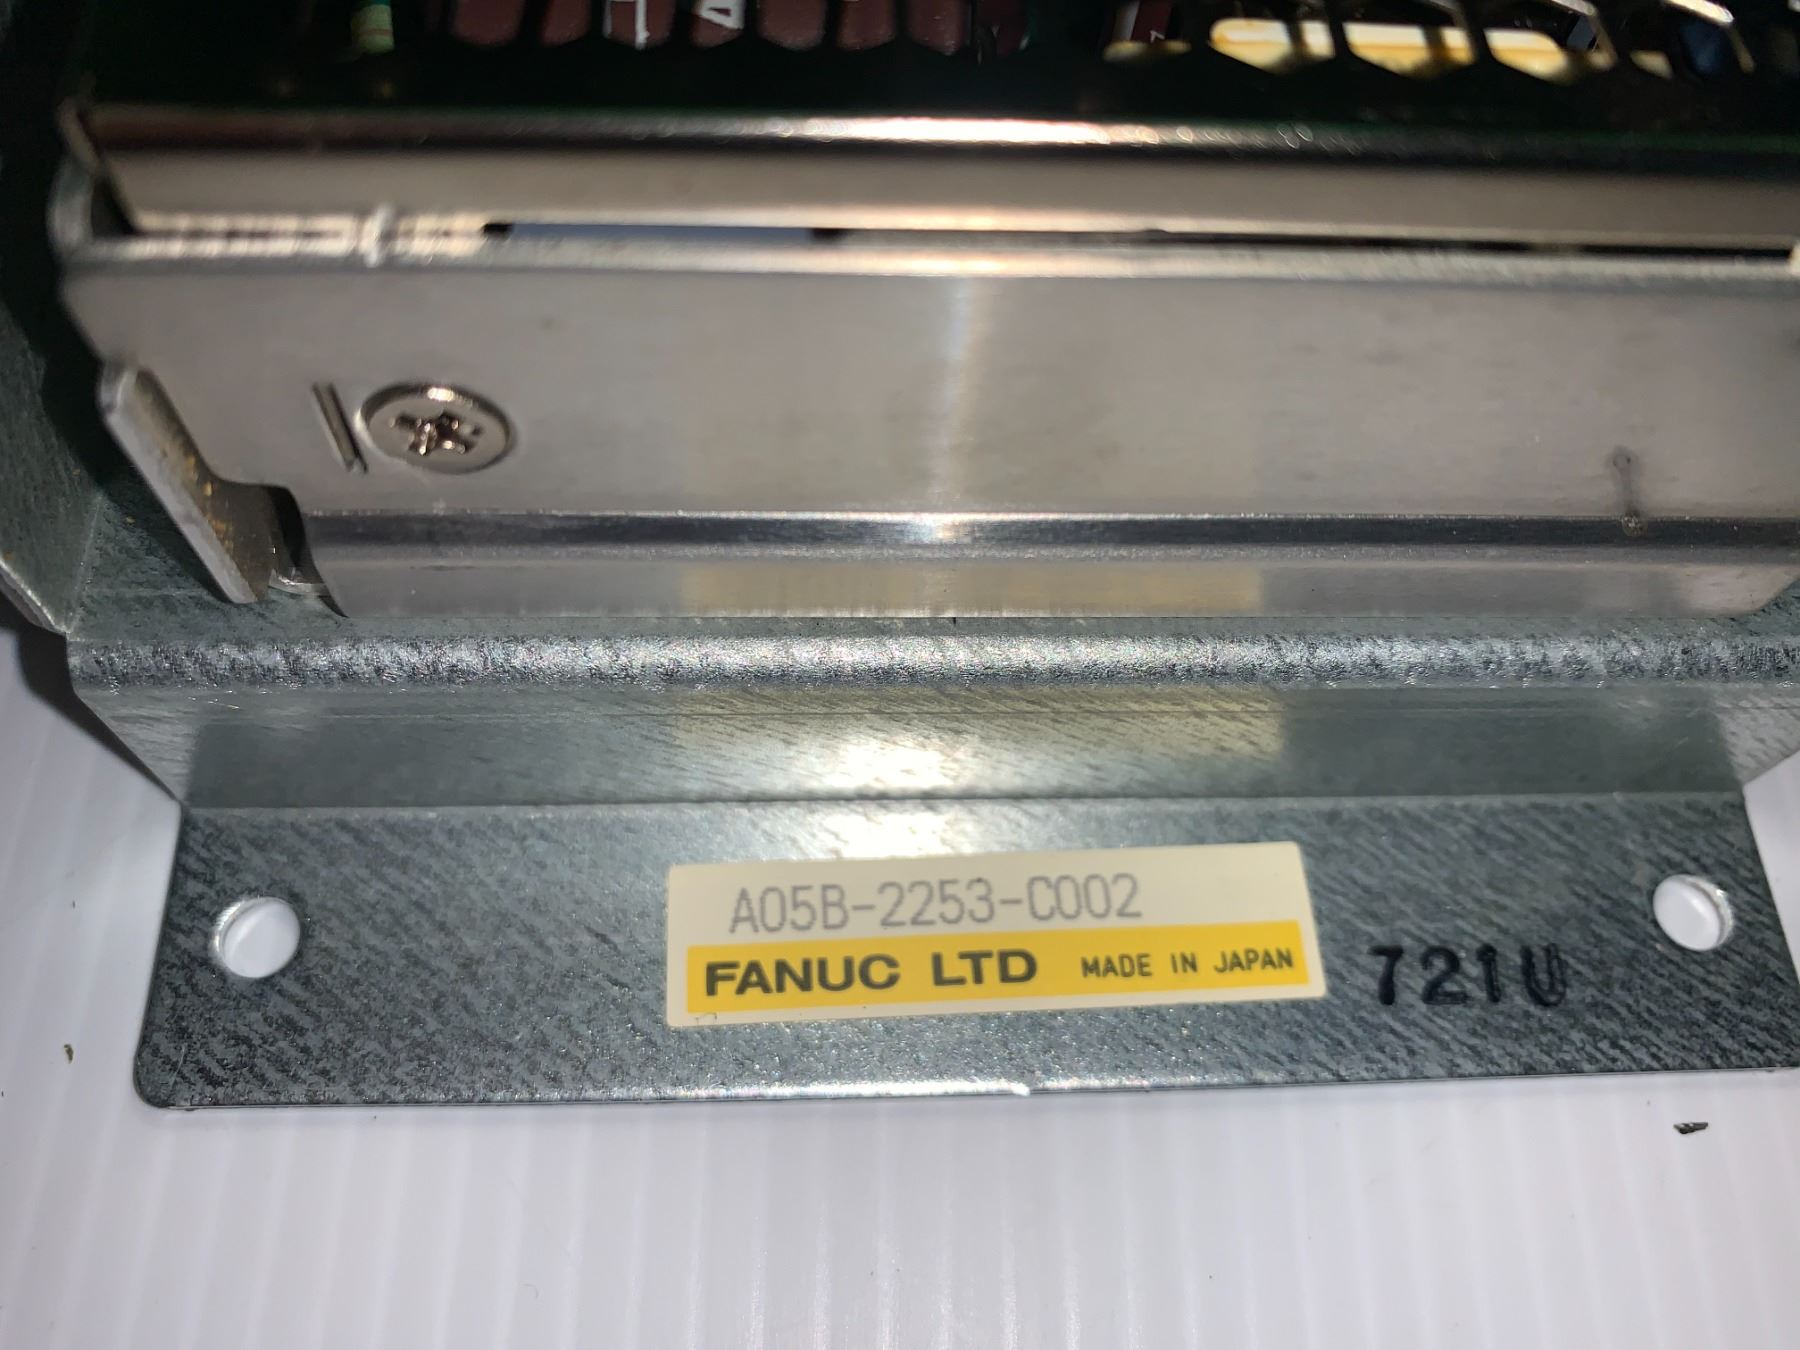 A05B-2253-C002
FANUC LTD MADE IN JAPAN
721U